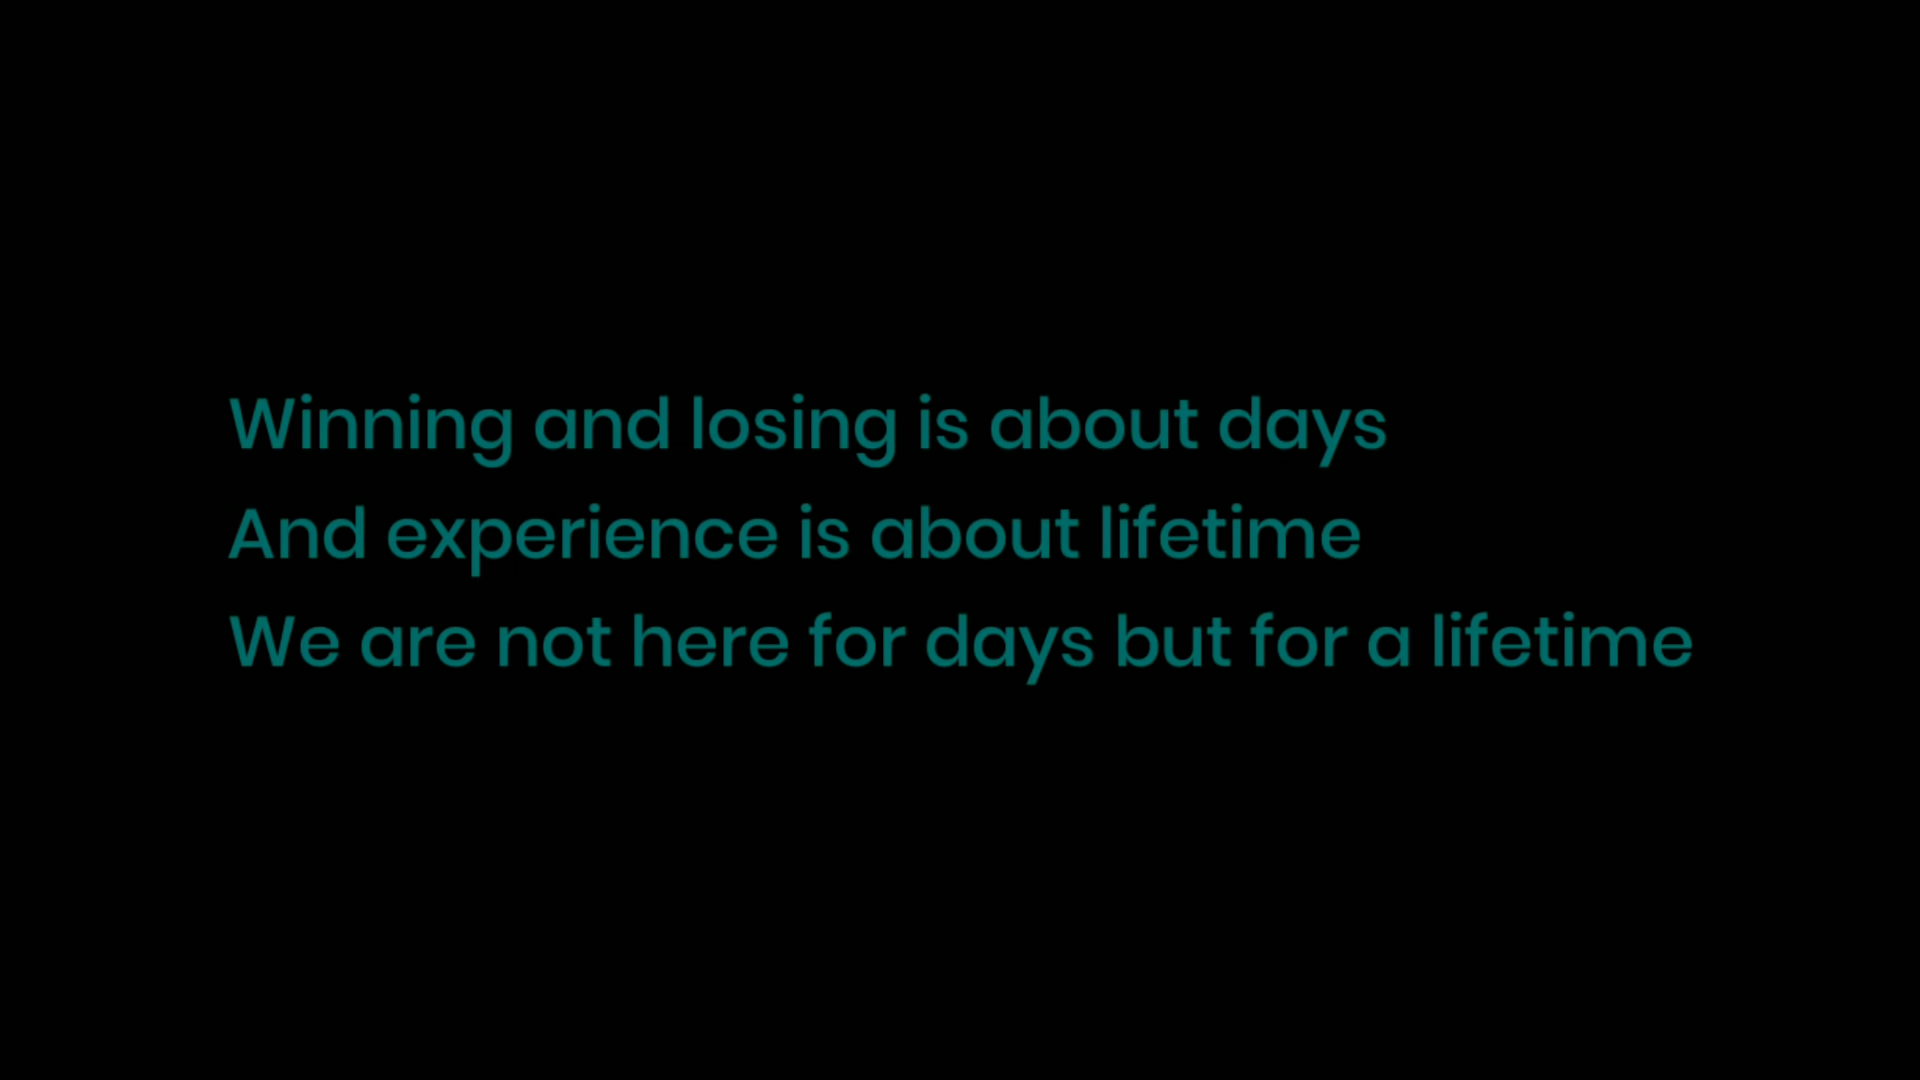 Winning and losing is about days
And experience is about lifetime
We are not here for days but for a lifetime